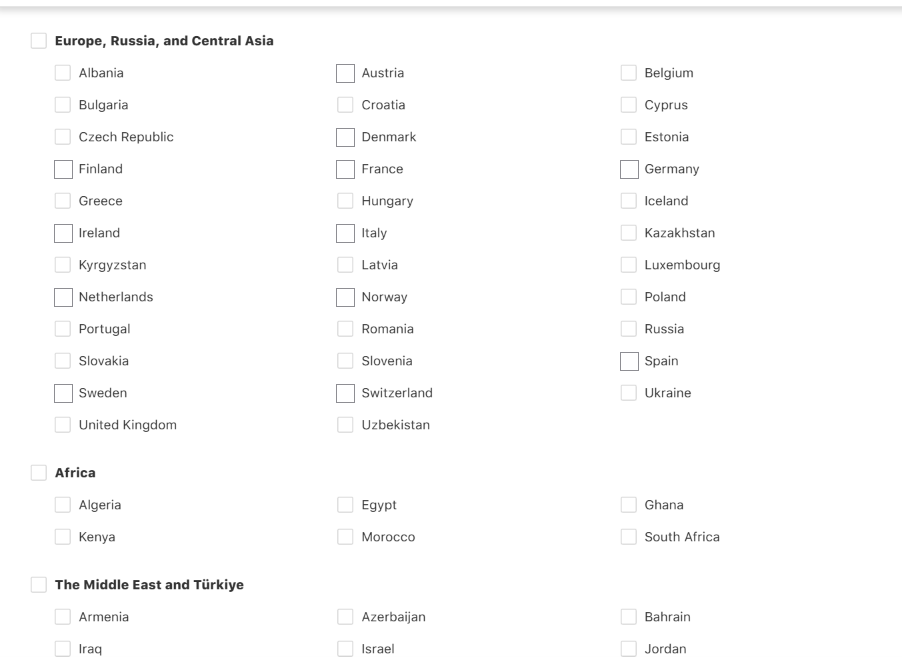 Europe, Russia, and Central Asia
Albania Austria Belgium
Bulgaria Croatia Cyprus
Czech Republic Denmark Estonia
Finland France Germany
Greece Hungary Iceland
Ireland Italy Kazakhstan
Kyrgyzstan Latvia Luxembourg
Netherlands Norway Poland
Portugal Romania Russia
Slovakia Slovenia Spain
Sweden Switzerland Ukraine
United Kingdom Uzbekistan
Africa
Algeria Egypt Ghana
Kenya Morocco South Africa
The Middle East and Türkiye
Armenia Azerbaijan Bahrain
Iraq Israel Jordan